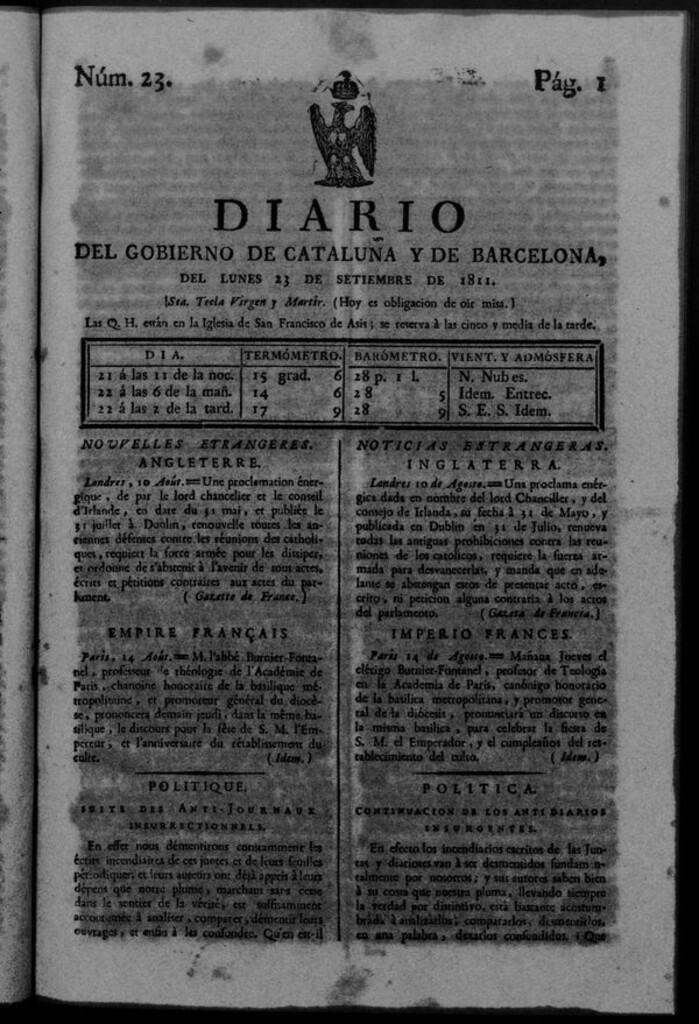 Núm. 23.
Pág. 1
DIARIO
DEL GOBIERNO DE CATALUÑA Y DE BARCELONA,
DEL LUNES 23 DE SETIEMBRE DE 1811.
[Sta. Tecla Virgen y Martir. (Hoy es obligacion de oir misa.]
Las Q. H. están en la Iglesia de San Francisco de Asis; se reserva á las cinco y media de la tarde.
DIA. TERMÓMETRO. BARÓMETRO. VIENT. Y ADMÓSFERA
21 á las 11 de la noc. 15 grad. 6 28 p. 1 l. N. Nubes.
22 á las 6 de la mañ. 14 6 28 5 Idem. Entrec.
22 á las 2 de la tard. 17 9 28 9 S. E. S. Idem.
NOUVELLES ETRANGERES.
ANGLETERRE.
Londres, 10 Août. = Une proclamation éner-
gique, de par le lord chancelier et le conseil
d'Irlande, en date du 31 mai, et publiée le
31 juillet à Dublin, renouvelle toutes les an-
ciennes défenses contre les réunions des catholi-
ques, requiert la force armée pour les dissiper,
et ordonne de s'abstenir à l'avenir de tous actes,
écrits et pétitions contraires aux actes du par-
lument. (Gazette de France.)
EMPIRE FRANÇAIS
Paris, 14 Août. = M. l'abbé Burnier-Fonta-
nel, professeur de théologie de l'Académie de
Paris, chanoine honoraire de la basilique mé-
tropolitaine, et promoteur général du diocè-
se, prononcera demain jeudi, dans la même ba-
silique, le discours pour la fête de S. M. l'Em-
pereur, et l'anniversaire du rétablissement du
culte. (Idem.)
POLITIQUE.
SUITE DES ANTI-JOURNAUX
INSURRECTIONNELS.
En effet nous démentirons constamment les
écrits incendiaires de ces juntes et de leurs feuilles
périodiques; et leurs auteurs ont déjà appris à leurs
dépens que notre plume, marchant sans cesse
dans le sentier de la vérité, est suffisamment
accoutumée à analiser, comparer, démentir leurs
ouvrages, et enfin à les confondre. Qu'en est-il
NOTICIAS ESTRANGERAS.
INGLATERRA.
Londres 10 de Agosto. = Una proclama enér-
gica dada en nombre del lord Chanciller, y del
consejo de Irlanda, su fecha á 31 de Mayo, y
publicada en Dublin en 31 de Julio, renueva
todas las antiguas prohibiciones contra las reu-
niones de los católicos, requiere la fuerza ar-
mada para desvanecerlas, y manda que en ade-
lante se abstengan estos de presentar acto, es-
crito, ni peticion alguna contraria á los actos
del parlamento. (Gazeta de Francia.)
IMPERIO FRANCES.
Paris 14 de Agosto. = Mañana Jueves el
clérigo Burnier-Fontanel, profesor de Teología
en la Academia de Paris, canónigo honorario
de la basílica metropolitana, y promotor gene-
ral de la diócesis, pronunciará un discurso en
la misma basilica, para celebrar la fiesta de
S. M. el Emperador, y el cumpleaños del res-
tablecimiento del culto. (Idem.)
POLITICA.
CONTINUACION DE LOS ANTI DIARIOS
INSURGENTES.
En efecto los incendiarios escritos de las Jun-
tas y diaristas van á ser desmentidos fundam n-
talmente por nosotros; y sus autores saben bien
á su costa que nuestra pluma, llevando siempre
la verdad por distintivo, está bastante acostum-
brada á analizarlos, compararlos, desmentirlos,
en una palabra, dexarlos confundidos. ¿Que